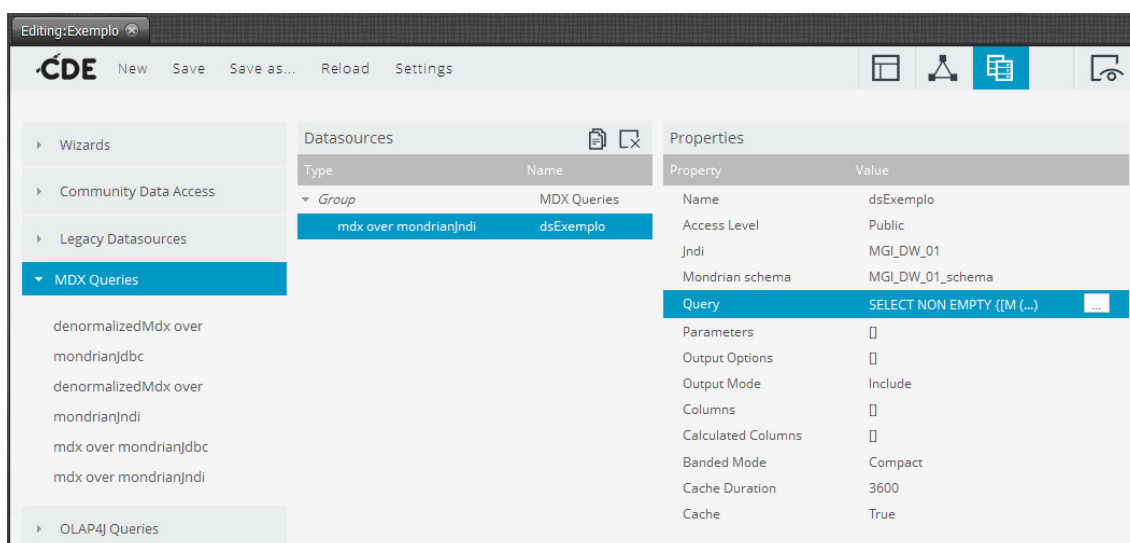 Editing:Exemplo
CDE New Save Save as... Reload Settings
Wizards
Community Data Access
Legacy Datasources
MDX Queries
denormalizedMdx over
mondrianJdbc
denormalizedMdx over
mondrianJndi
mdx over mondrianJdbc
mdx over mondrianJndi
OLAP4J Queries
Datasources
Type Name
Group MDX Queries
mdx over mondrianJndi dsExemplo
Properties
Property Value
Name dsExemplo
Access Level Public
Jndi MGI_DW_01
Mondrian schema MGI_DW_01_schema
Query SELECT NON EMPTY {[M (...) ...
Parameters []
Output Options []
Output Mode Include
Columns []
Calculated Columns []
Banded Mode Compact
Cache Duration 3600
Cache True